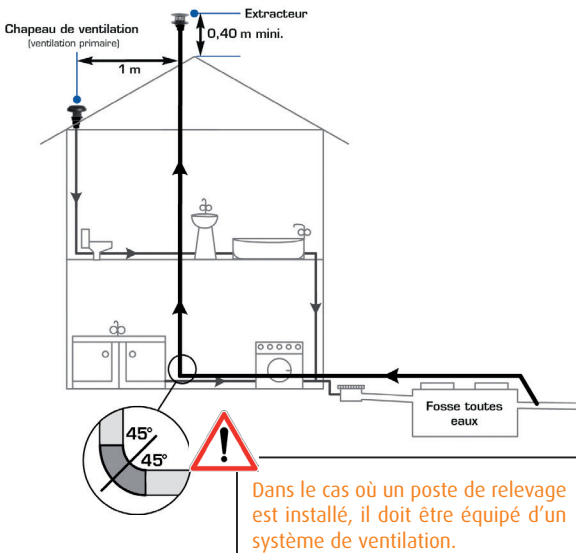 Extracteur
Chapeau de ventilation
(ventilation primaire)
0,40 m mini.
1 m
45°
45°
Fosse toutes
eaux
Dans le cas où un poste de relevage
est installé, il doit être équipé d'un
système de ventilation.